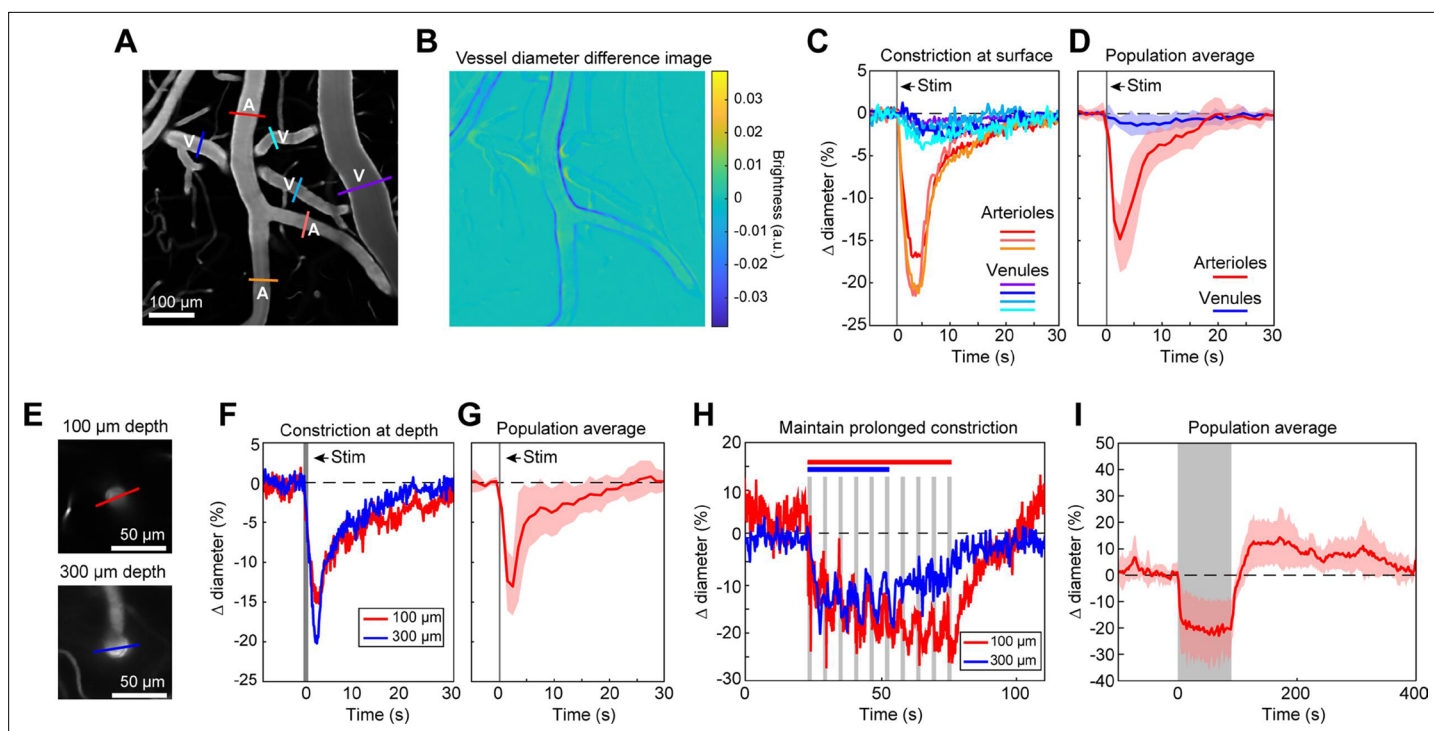 A
A
V
V
V
V
A
A
100 µm
B
Vessel diameter difference image
0.03
0.02
0.01
0
-0.01
-0.02
-0.03
Brightness (a.u.)
C
Constriction at surface
Stim
5
0
-5
-10
-15
-20
-25
Δ diameter (%)
Arterioles
Venules
0 10 20 30
Time (s)
D
Population average
Stim
Arterioles
Venules
0 10 20 30
Time (s)
E
100 µm depth
50 µm
300 µm depth
50 µm
F
Constriction at depth
Stim
5
0
-5
-10
-15
-20
-25
Δ diameter (%)
100 µm
300 µm
0 10 20 30
Time (s)
G
Population average
Stim
0 10 20 30
Time (s)
H
Maintain prolonged constriction
20
10
0
-10
-20
-30
Δ diameter (%)
100 µm
300 µm
0 50 100
Time (s)
I
Population average
50
40
30
20
10
0
-10
-20
-30
-40
Δ diameter (%)
0 200 400
Time (s)